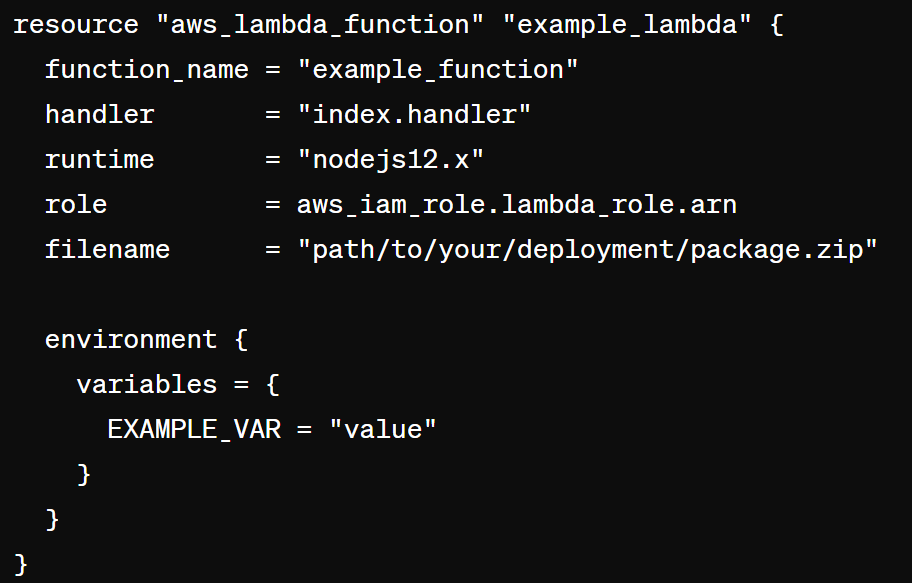 resource "aws_lambda_function" "example_lambda" {
  function_name = "example_function"
  handler       = "index.handler"
  runtime       = "nodejs12.x"
  role          = aws_iam_role.lambda_role.arn
  filename      = "path/to/your/deployment/package.zip"

  environment {
    variables = {
      EXAMPLE_VAR = "value"
    }
  }
}